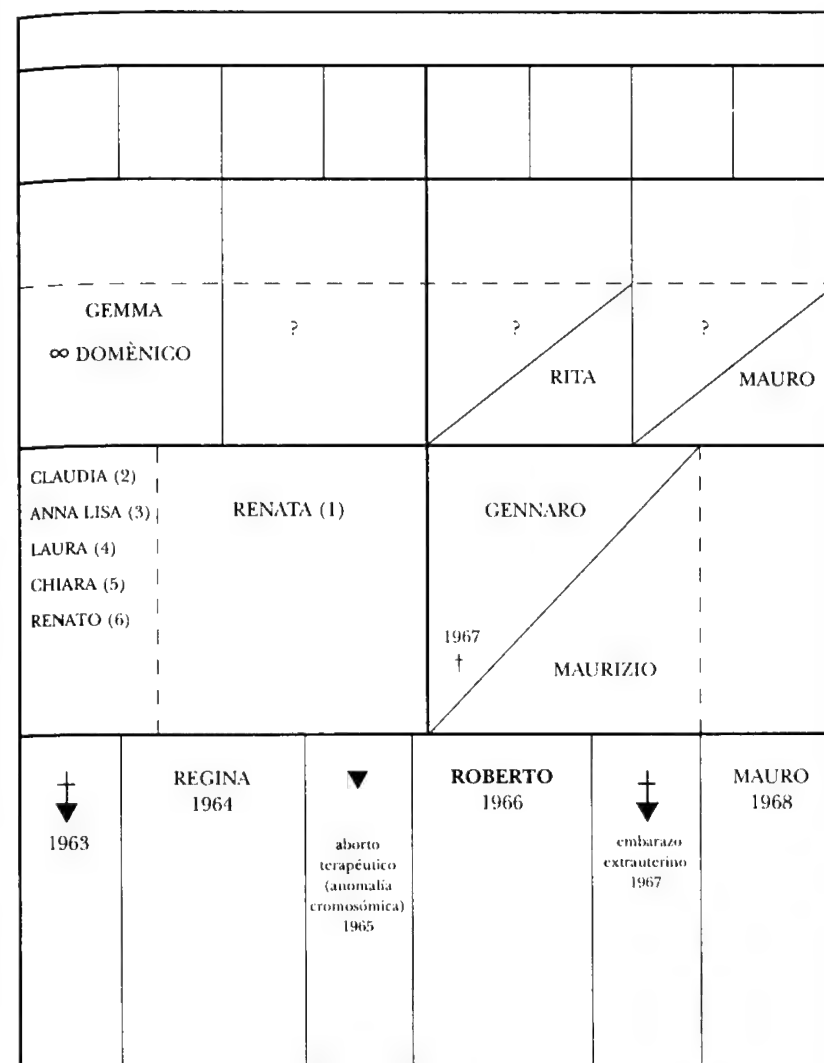 GEMMA
∞ DOMÈNICO
?
?
RITA
?
MAURO
CLAUDIA (2)
ANNA LISA (3)
LAURA (4)
CHIARA (5)
RENATO (6)
RENATA (1)
GENNARO
1967
†
MAURIZIO
1963
REGINA
1964
aborto
terapéutico
(anomalía
cromosómica)
1965
ROBERTO
1966
embarazo
extrauterino
1967
MAURO
1968